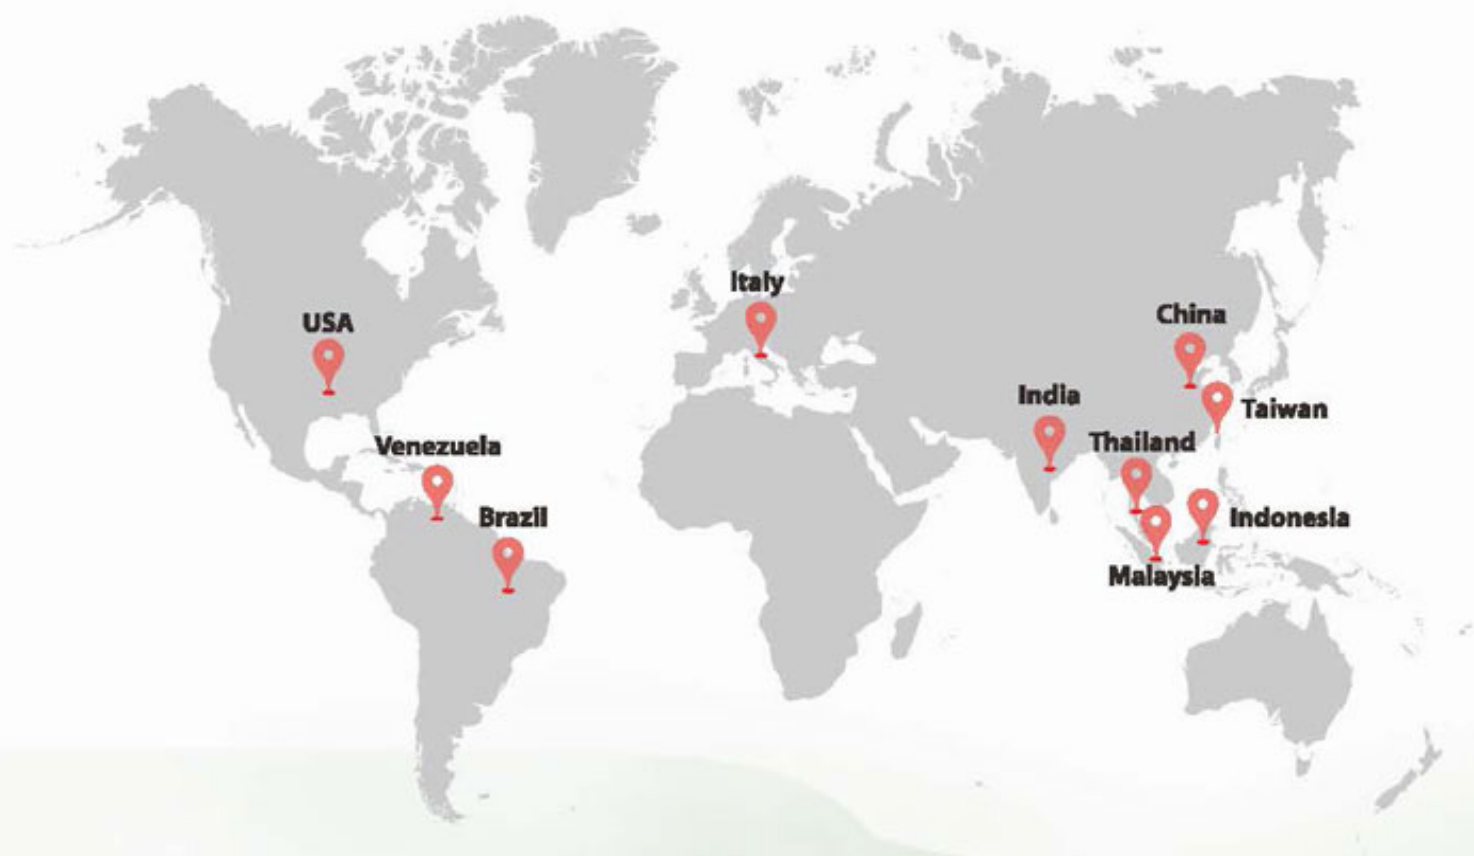 Italy
China
USA
India
Taiwan
Thailand
Venezuela
Brazil
Indonesia
Malaysia